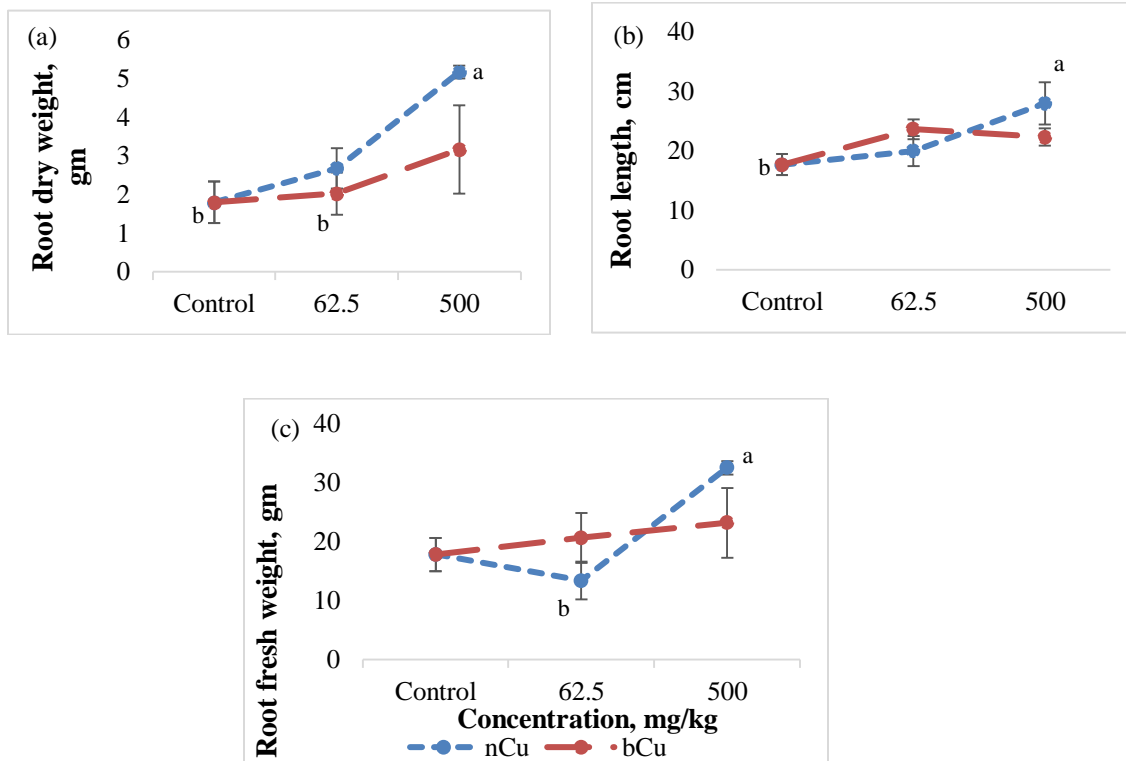 (a)
Root dry weight, gm
6
5
4
3
2
1
0
a
b
b
Control 62.5 500
(b)
Root length, cm
40
30
20
10
0
a
b
Control 62.5 500
(c)
Root fresh weight, gm
40
30
20
10
0
a
b
Control 62.5 500
Concentration, mg/kg
nCu bCu